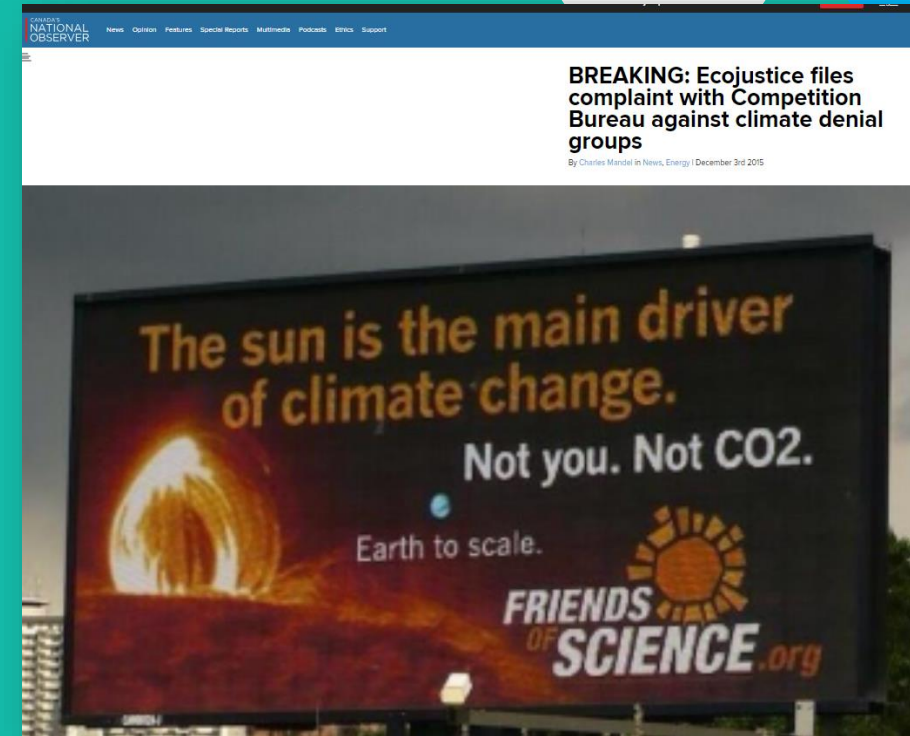 CANADA'S
NATIONAL
OBSERVER
News Opinion Features Special Reports Multimedia Podcasts Ethics Support
BREAKING: Ecojustice files
complaint with Competition
Bureau against climate denial
groups
By Charles Mandel in News, Energy | December 3rd 2015
The sun is the main driver
of climate change.
Not you. Not CO2.
Earth to scale.
FRIENDS
OF
SCIENCE.org